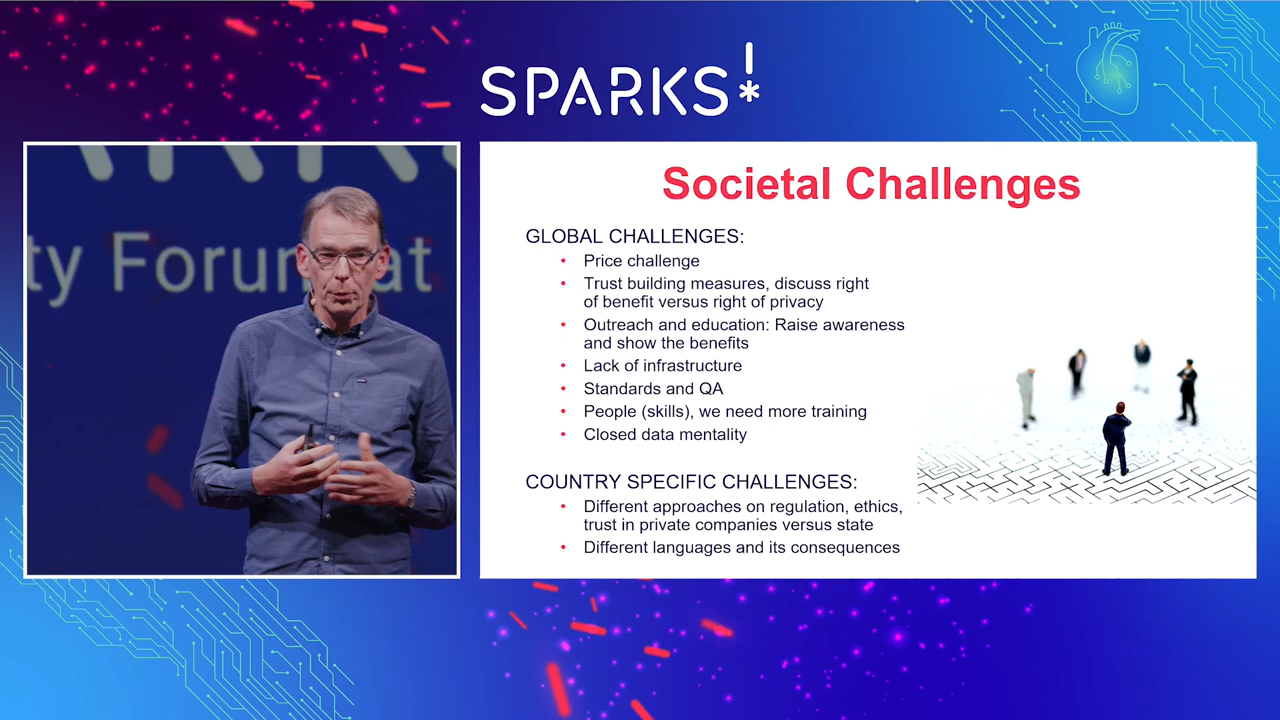 SPARKS!
ty Forum at
Societal Challenges
GLOBAL CHALLENGES:
• Price challenge
• Trust building measures, discuss right
of benefit versus right of privacy
• Outreach and education: Raise awareness
and show the benefits
• Lack of infrastructure
• Standards and QA
• People (skills), we need more training
• Closed data mentality
COUNTRY SPECIFIC CHALLENGES:
• Different approaches on regulation, ethics,
trust in private companies versus state
• Different languages and its consequences